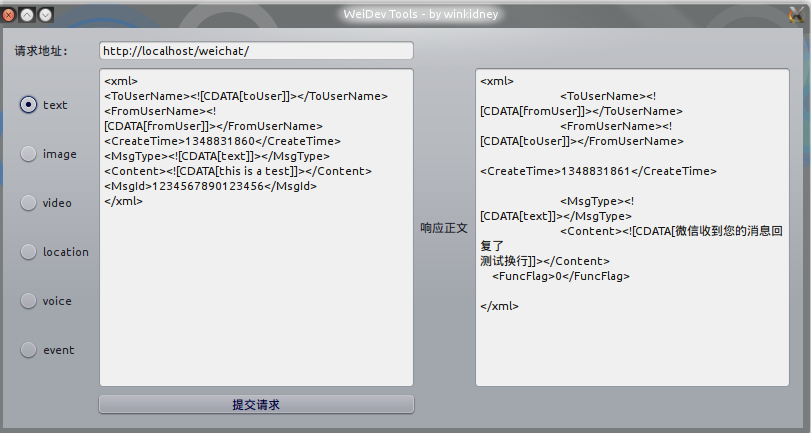 WeiDev Tools - by winkidney
请求地址:
http://localhost/weichat/
text
image
video
location
voice
event
<xml>
<ToUserName><![CDATA[toUser]]></ToUserName>
<FromUserName><!
[CDATA[fromUser]]></FromUserName>
<CreateTime>1348831860</CreateTime>
<MsgType><![CDATA[text]]></MsgType>
<Content><![CDATA[this is a test]]></Content>
<MsgId>1234567890123456</MsgId>
</xml>
提交请求
响应正文
<xml>
<ToUserName><!
[CDATA[fromUser]]></ToUserName>
<FromUserName><!
[CDATA[toUser]]></FromUserName>
<CreateTime>1348831861</CreateTime>
<MsgType><!
[CDATA[text]]></MsgType>
<Content><![CDATA[微信收到您的消息回
复了
测试换行]]></Content>
<FuncFlag>0</FuncFlag>
</xml>